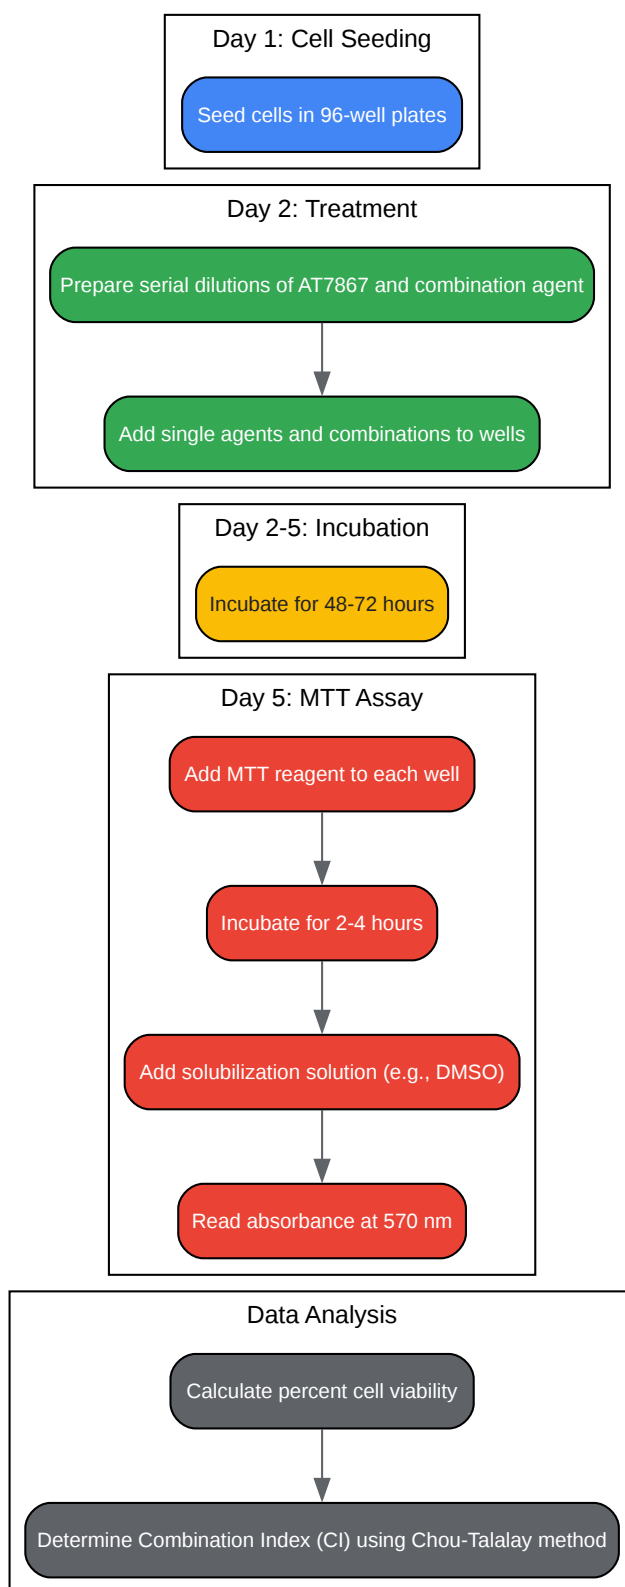 Day 1: Cell Seeding
Seed cells in 96-well plates
Day 2: Treatment
Prepare serial dilutions of AT7867 and combination agent
Add single agents and combinations to wells
Day 2-5: Incubation
Incubate for 48-72 hours
Day 5: MTT Assay
Add MTT reagent to each well
Incubate for 2-4 hours
Add solubilization solution (e.g., DMSO)
Read absorbance at 570 nm
Data Analysis
Calculate percent cell viability
Determine Combination Index (CI) using Chou-Talalay method